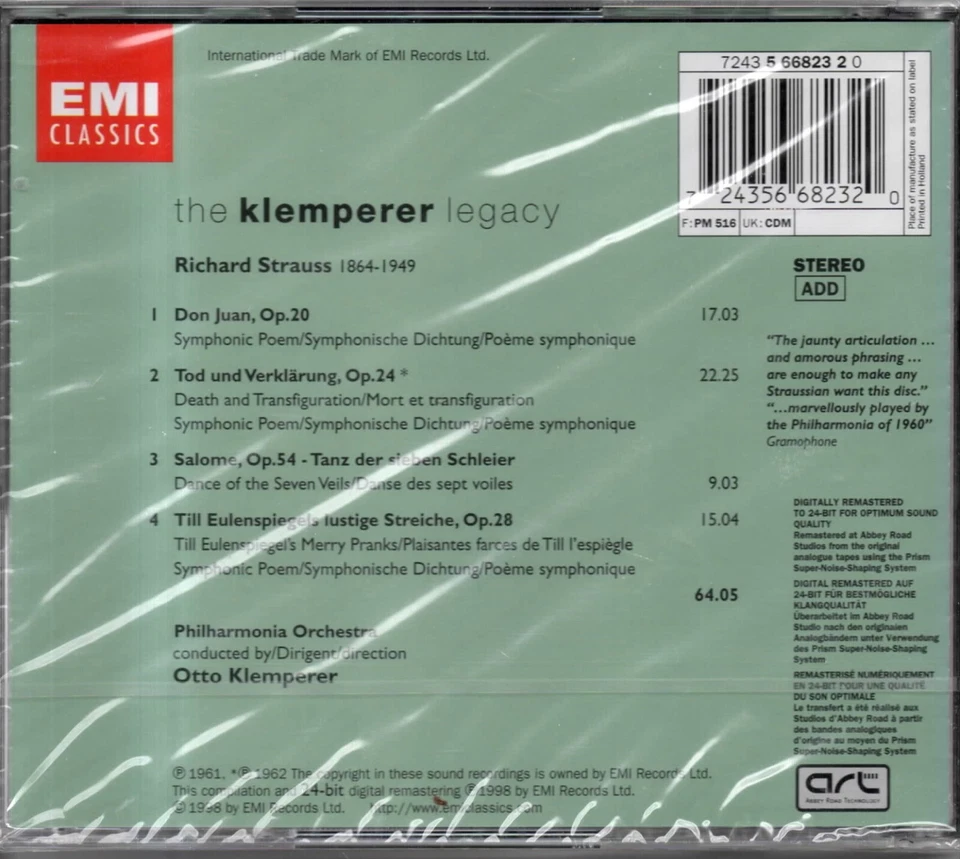 EMI
CLASSICS
International Trade Mark of EMI Records Ltd.
7243 5 66823 2 0
7 24356 68232 0
F: PM 516 UK: CDM
Place of manufacture as stated on label
Printed in Holland
the klemperer legacy
Richard Strauss 1864-1949
1 Don Juan, Op.20 17.03
Symphonic Poem/Symphonische Dichtung/Poème symphonique
2 Tod und Verklärung, Op.24 * 22.25
Death and Transfiguration/Mort et transfiguration
Symphonic Poem/Symphonische Dichtung/Poème symphonique
3 Salome, Op.54 - Tanz der sieben Schleier
Dance of the Seven Veils/Danse des sept voiles 9.03
4 Till Eulenspiegels lustige Streiche, Op.28 15.04
Till Eulenspiegel's Merry Pranks/Plaisantes farces de Till l'espiègle
Symphonic Poem/Symphonische Dichtung/Poème symphonique
64.05
Philharmonia Orchestra
conducted by/Dirigent/direction
Otto Klemperer
℗ 1961, *℗ 1962 The copyright in these sound recordings is owned by EMI Records Ltd.
This compilation and 24-bit digital remastering ℗ 1998 by EMI Records Ltd.
© 1998 by EMI Records Ltd. http://www.emiclassics.com
STEREO
ADD
"The jaunty articulation ...
and amorous phrasing ...
are enough to make any
Straussian want this disc."
"...marvellously played by
the Philharmonia of 1960"
Gramophone
DIGITALLY REMASTERED
TO 24-BIT FOR OPTIMUM SOUND
QUALITY
Remastered at Abbey Road
Studios from the original
analogue tapes using the Prism
Super-Noise-Shaping System
DIGITAL REMASTERED AUF
24-BIT FÜR BESTMÖGLICHE
KLANGQUALITÄT
Überarbeitet im Abbey Road
Studio nach den originalen
Analogbändern unter Verwendung
des Prism Super-Noise-Shaping
System
REMASTERISÉ NUMÉRIQUEMENT
EN 24-BIT POUR UNE QUALITÉ
DU SON OPTIMALE
Le transfert a été réalisé aux
Studios d'Abbey Road à partir
des bandes analogiques
d'origine au moyen du Prism
Super-Noise-Shaping System
art
ABBEY ROAD TECHNOLOGY